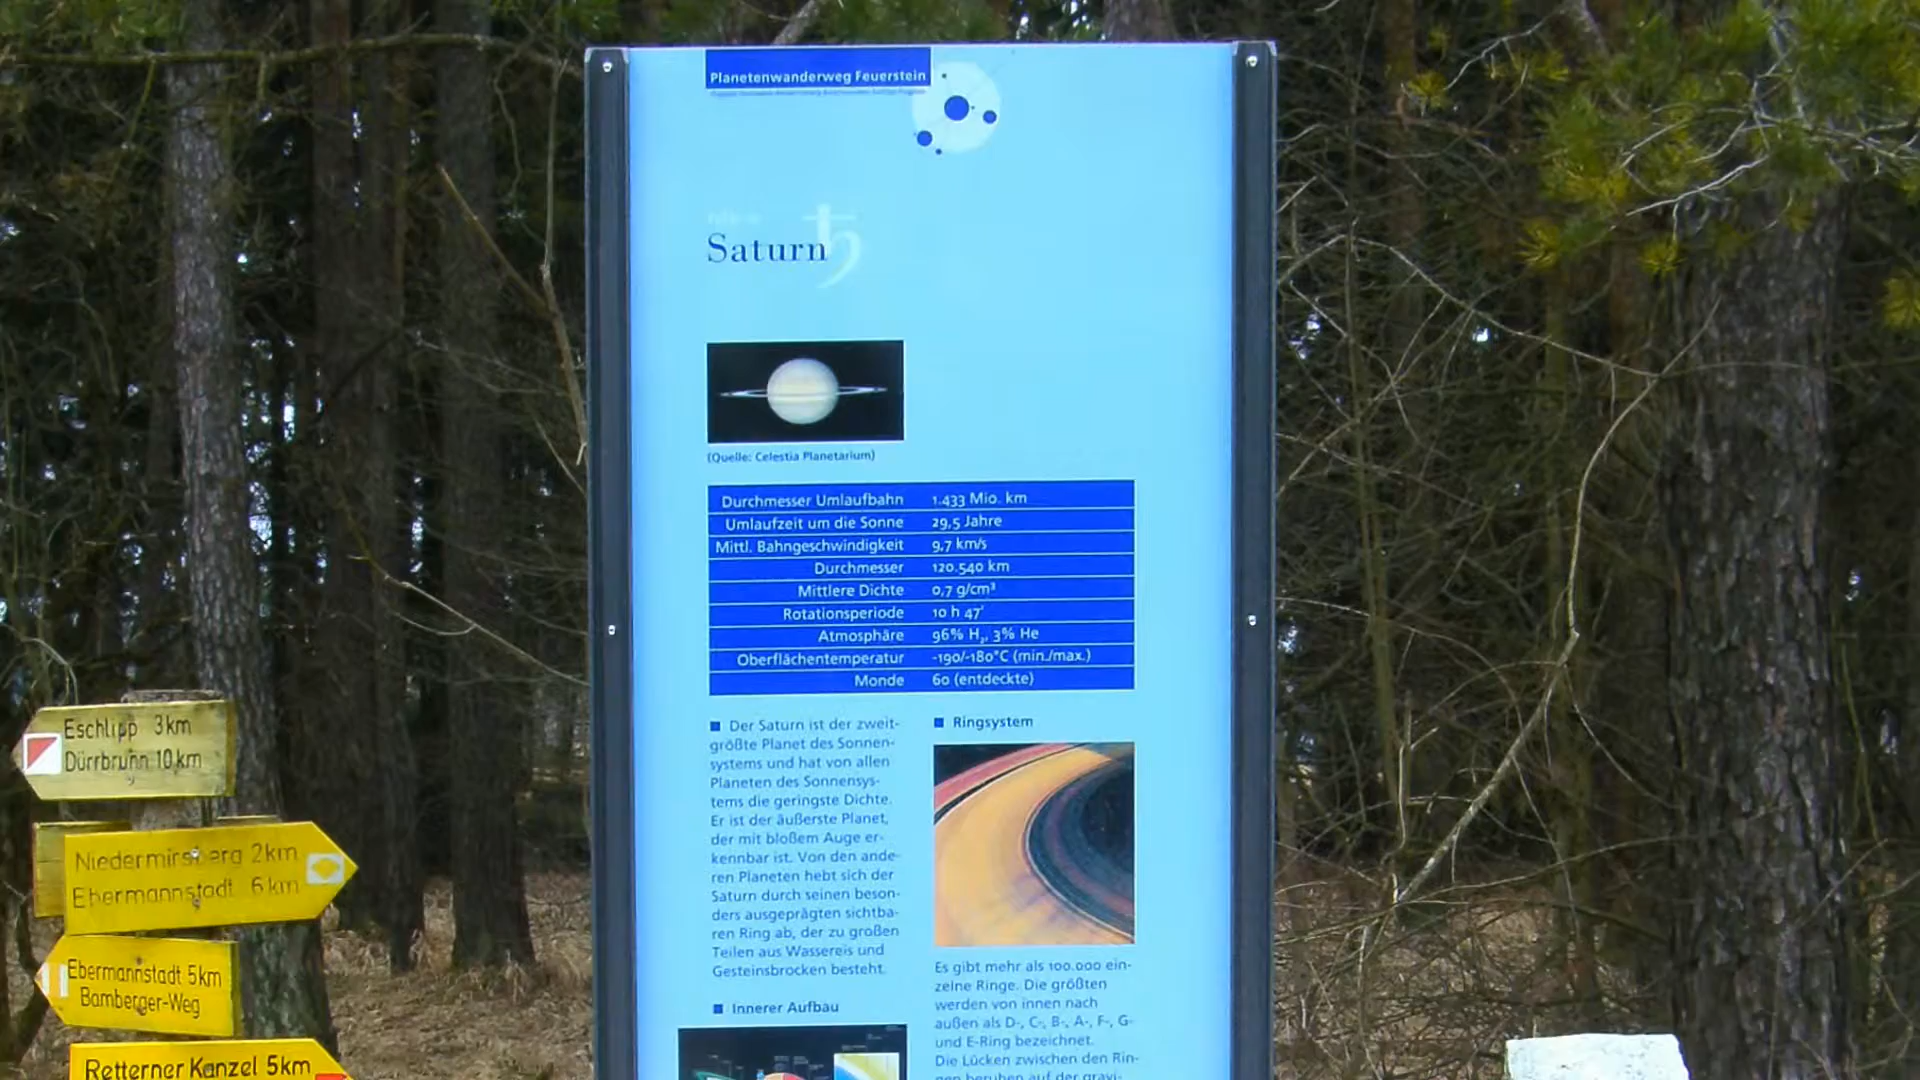 Planetenwanderweg Feuerstein
Saturn
(Quelle: Celestia Planetarium)
Durchmesser Umlaufbahn 1.433 Mio. km
Umlaufzeit um die Sonne 29,5 Jahre
Mittl. Bahngeschwindigkeit 9,7 km/s
Durchmesser 120.540 km
Mittlere Dichte 0,7 g/cm³
Rotationsperiode 10 h 47'
Atmosphäre 96% H₂, 3% He
Oberflächentemperatur -190/-180°C (min./max.)
Monde 60 (entdeckte)
Der Saturn ist der zweit-
größte Planet des Sonnen-
systems und hat von allen
Planeten des Sonnensys-
tems die geringste Dichte.
Er ist der äußerste Planet,
der mit bloßem Auge er-
kennbar ist. Von den ande-
ren Planeten hebt sich der
Saturn durch seinen beson-
ders ausgeprägten sichtba-
ren Ring ab, der zu großen
Teilen aus Wassereis und
Gesteinsbrocken besteht.
Innerer Aufbau
Ringsystem
Es gibt mehr als 100.000 ein-
zelne Ringe. Die größten
werden von innen nach
außen als D-, C-, B-, A-, F-, G-
und E-Ring bezeichnet.
Die Lücken zwischen den Rin-
gen beruhen auf der gravi-
Eschlipp 3km
Dürrbrunn 10km
Niedermirsberg 2km
Ebermannstadt 6km
Ebermannstadt 5km
Bamberger-Weg
Retterner Kanzel 5km